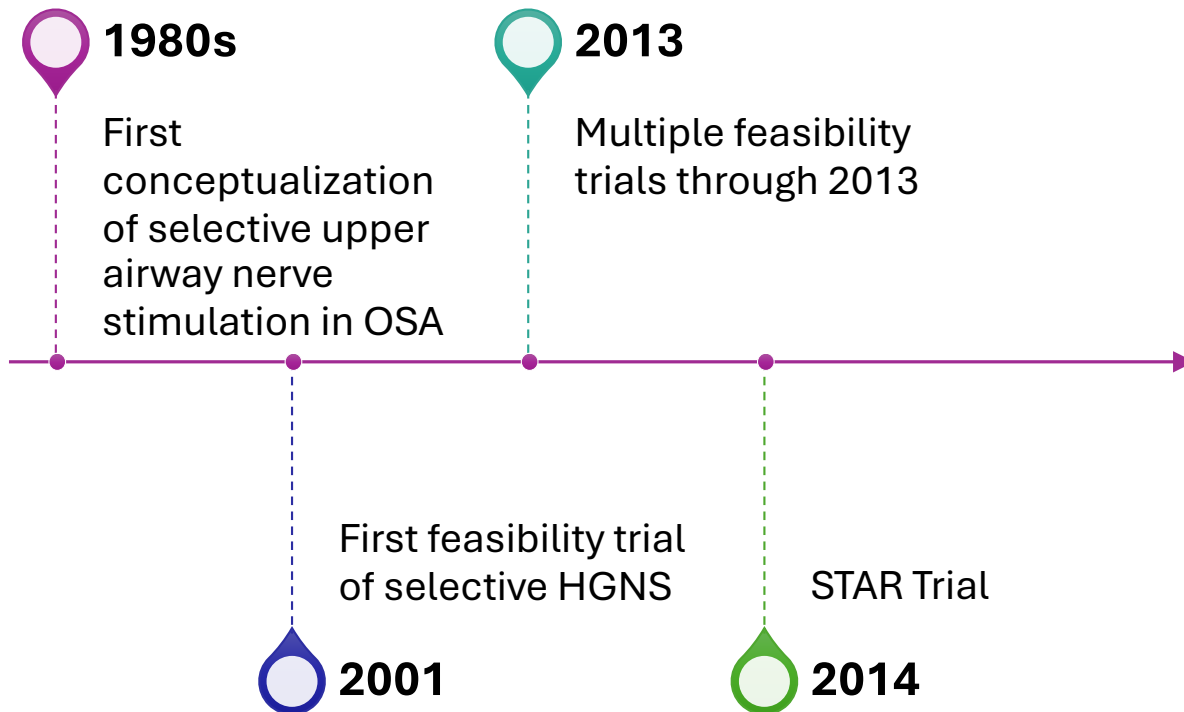 1980s
First
conceptualization
of selective upper
airway nerve
stimulation in OSA
2013
Multiple feasibility
trials through 2013
First feasibility trial
of selective HGNS
2001
STAR Trial
2014